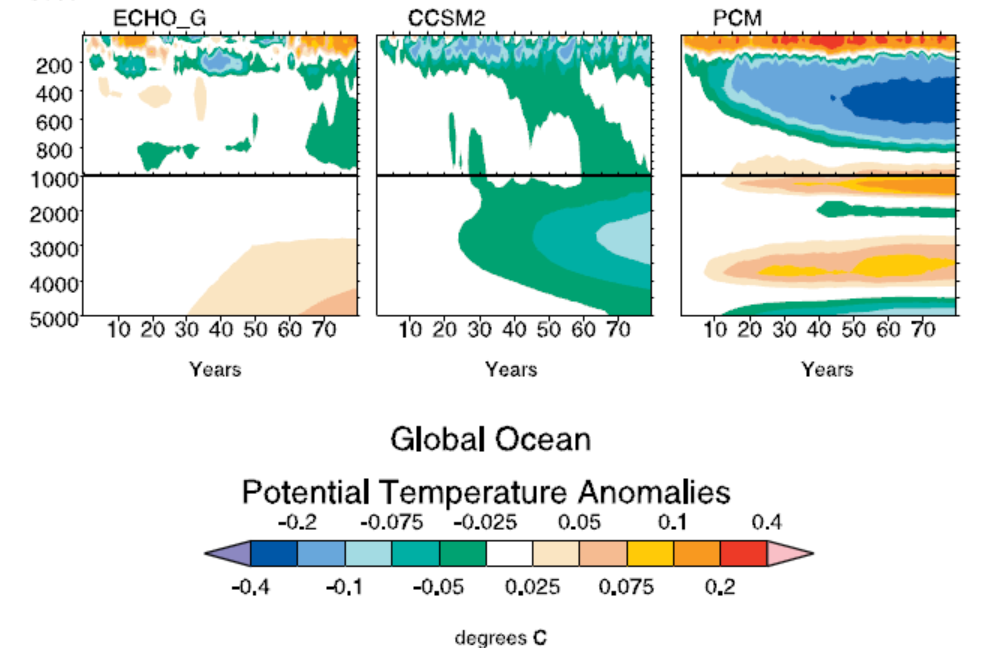 ECHO_G CCSM2 PCM
200
400
600
800
1000
2000
3000
4000
5000
10 20 30 40 50 60 70 10 20 30 40 50 60 70 10 20 30 40 50 60 70
Years Years Years
Global Ocean
Potential Temperature Anomalies
-0.2 -0.075 -0.025 0.05 0.1 0.4
-0.4 -0.1 -0.05 0.025 0.075 0.2
degrees C